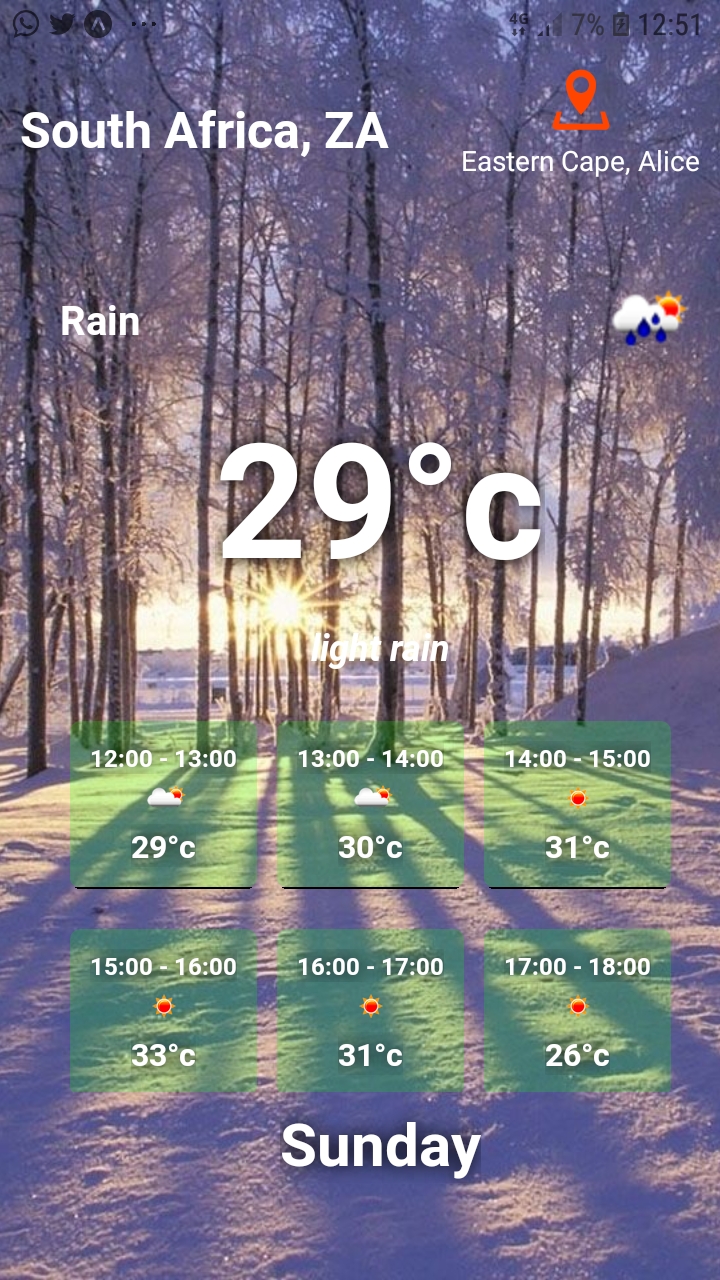 4G 7% 12:51
South Africa, ZA
Eastern Cape, Alice
Rain
29°c
light rain
12:00 - 13:00 13:00 - 14:00 14:00 - 15:00
29°c 30°c 31°c
15:00 - 16:00 16:00 - 17:00 17:00 - 18:00
33°c 31°c 26°c
Sunday